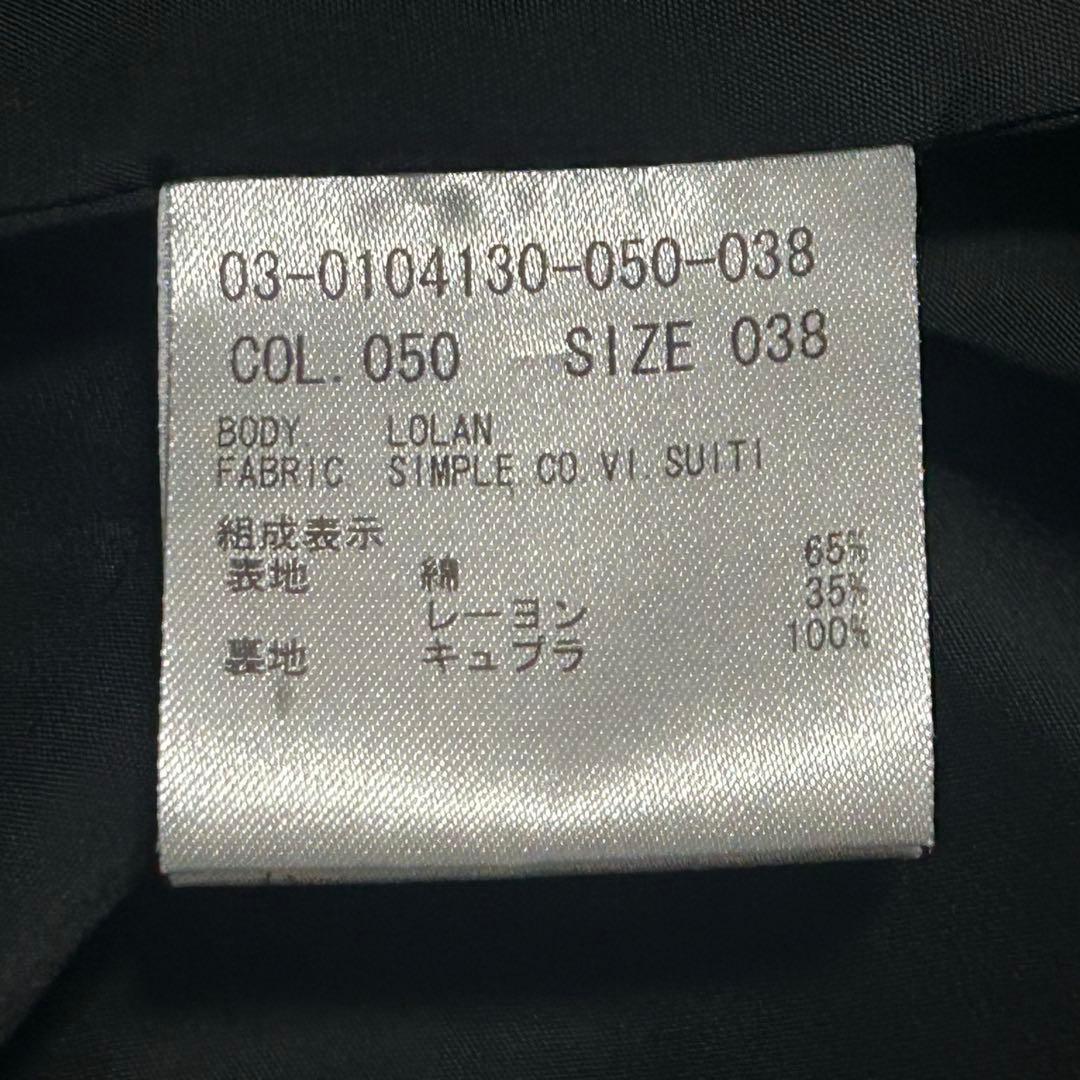 03-0104130-050-038
COL. 050 SIZE 038
BODY. LOLAN
FABRIC SIMPLE CO VI SUITI
組成表示
表地 綿 65%
レーヨン 35%
裏地 キュプラ 100%